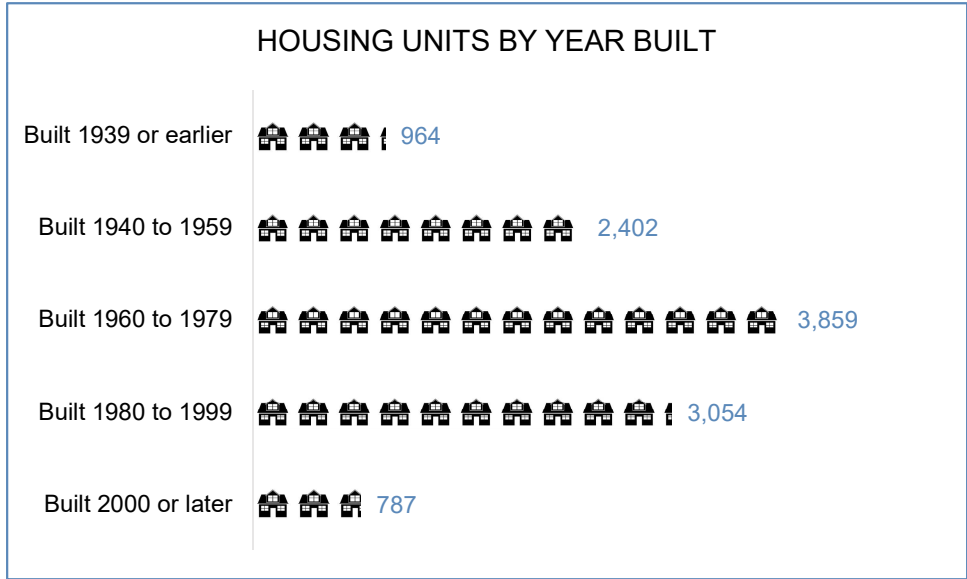 HOUSING UNITS BY YEAR BUILT
Built 1939 or earlier 964
Built 1940 to 1959 2,402
Built 1960 to 1979 3,859
Built 1980 to 1999 3,054
Built 2000 or later 787